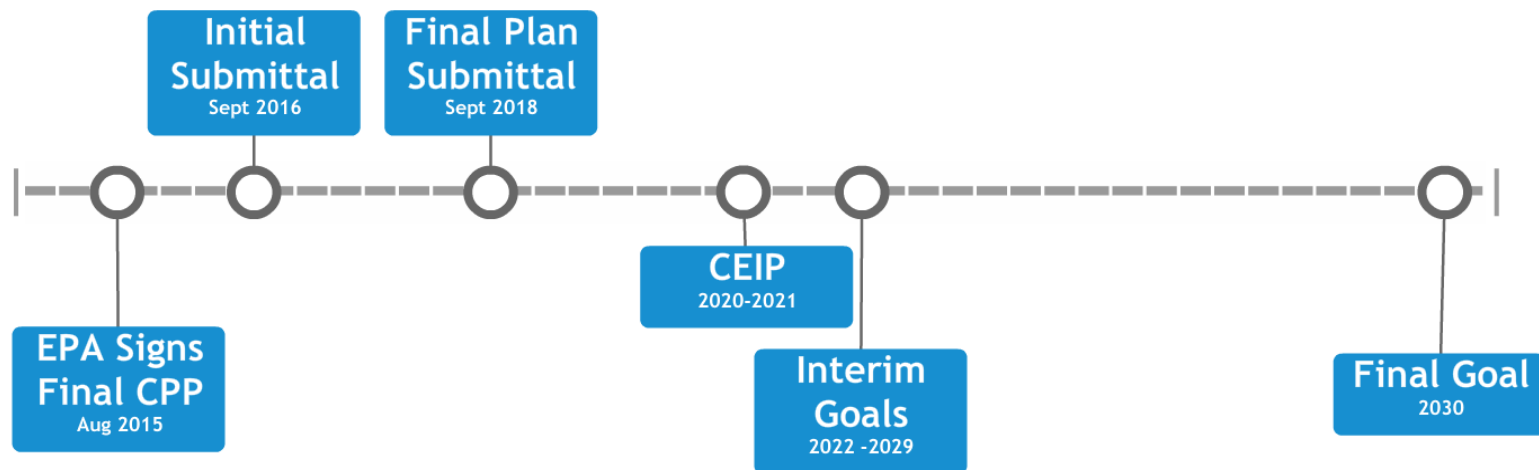 Initial
Submittal
Sept 2016
Final Plan
Submittal
Sept 2018
EPA Signs
Final CPP
Aug 2015
CEIP
2020-2021
Interim
Goals
2022 -2029
Final Goal
2030